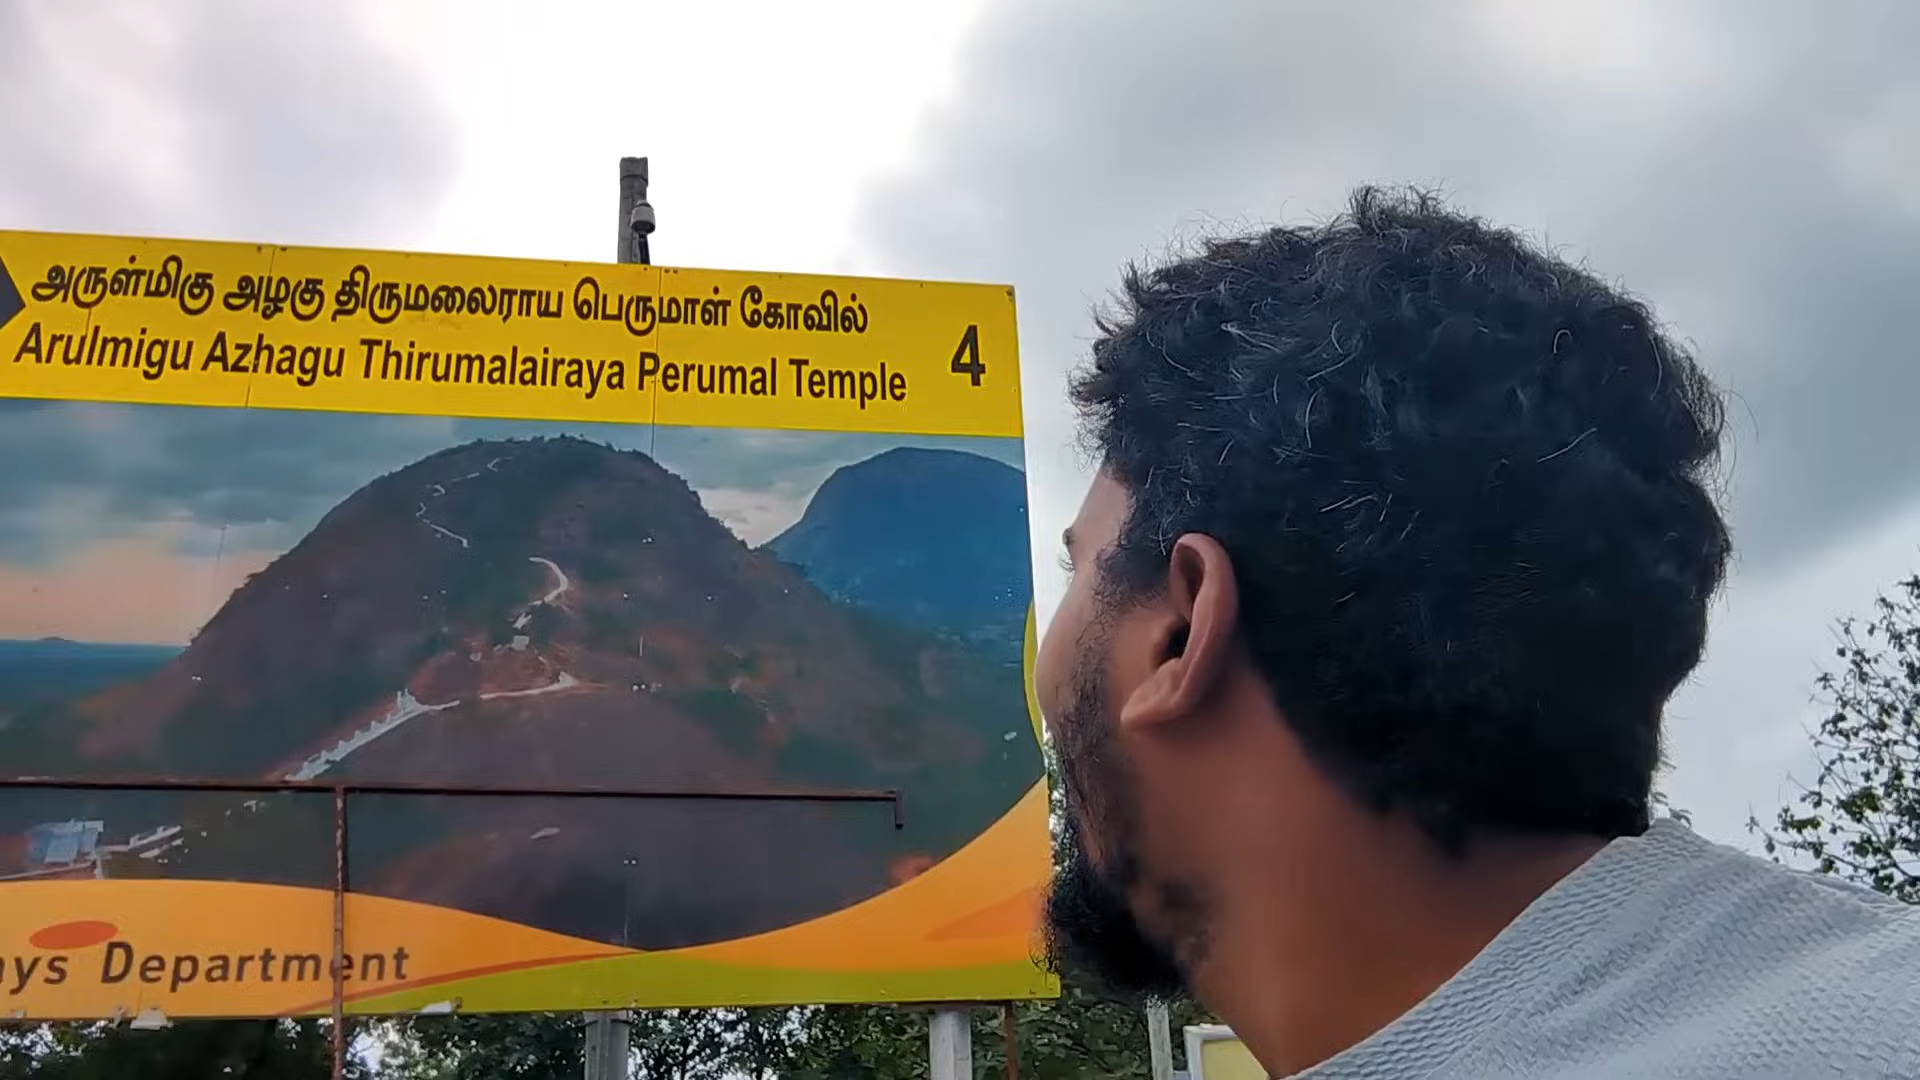 அருள்மிகு அழகு திருமலைராய பெருமாள் கோவில்
Arulmigu Azhagu Thirumalairaya Perumal Temple
4
Department